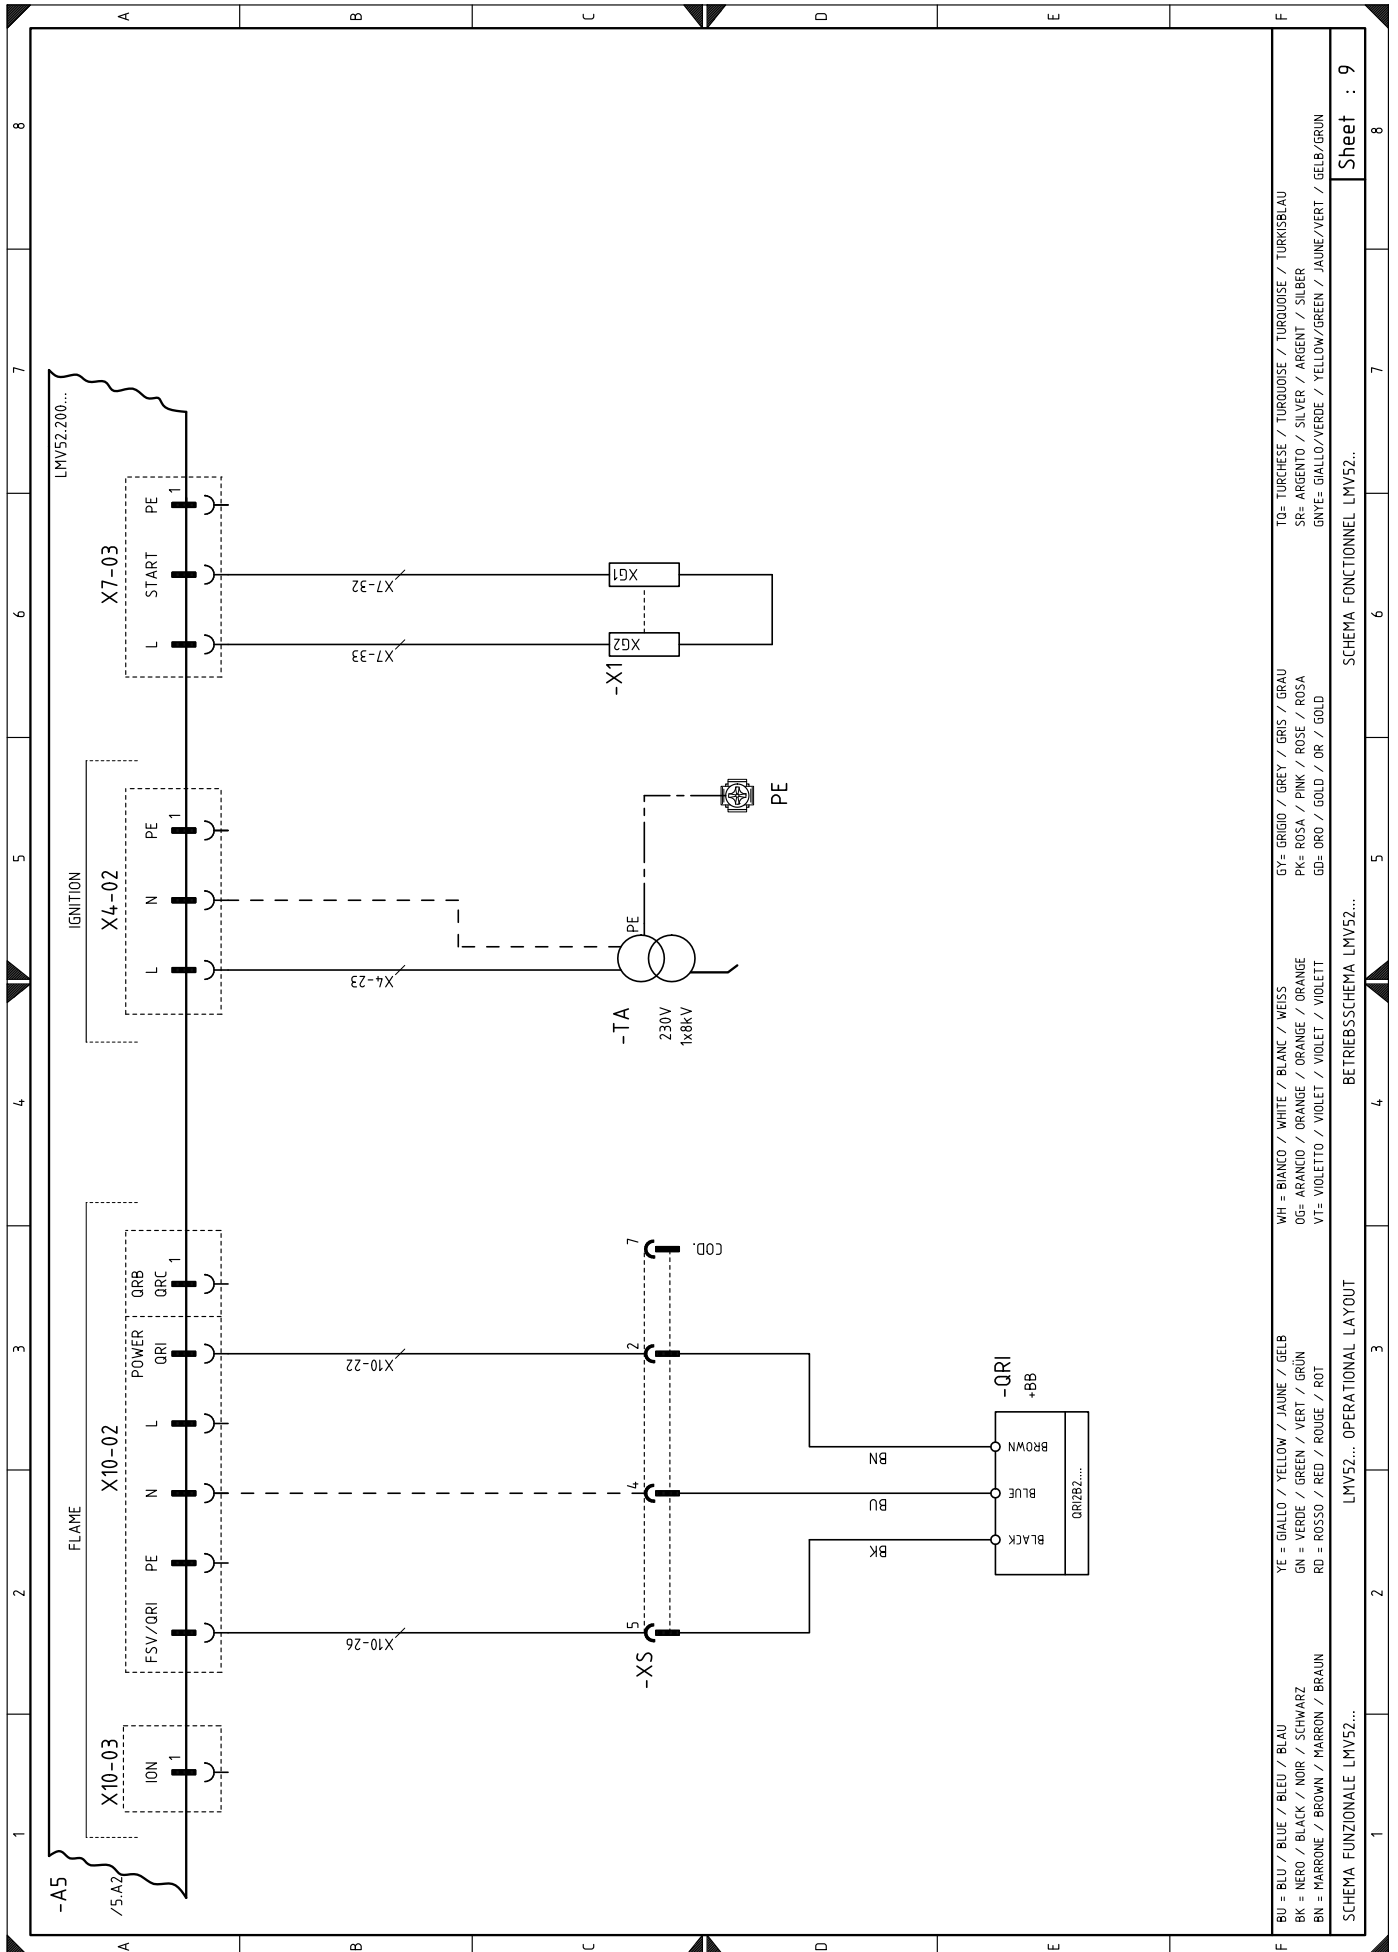 1 2 3 4 5 6 7 8
A
B
C
D
E
F
-A5
/5.A2
LMV52.200...
FLAME
IGNITION
X10-03
X10-02
X4-02
X7-03
ION
1
FSV/QRI
PE
N
L
POWER
QRI
QRB
QRC
1
L
N
PE
1
L
START
PE
1
X10-26
X10-22
X4-23
X7-33
X7-32
-XS
5
4
2
7
COD.
-TA
230V
1x8kV
PE
PE
-X1
XG2
XG1
BK
BU
BN
BLACK
BLUE
BROWN
QRI2B2....
-QRI
+BB
BU = BLU / BLUE / BLEU / BLAU
BK = NERO / BLACK / NOIR / SCHWARZ
BN = MARRONE / BROWN / MARRON / BRAUN
YE = GIALLO / YELLOW / JAUNE / GELB
GN = VERDE / GREEN / VERT / GRÜN
RD = ROSSO / RED / ROUGE / ROT
WH = BIANCO / WHITE / BLANC / WEISS
OG= ARANCIO / ORANGE / ORANGE / ORANGE
VT= VIOLETTO / VIOLET / VIOLET / VIOLETT
GY= GRIGIO / GREY / GRIS / GRAU
PK= ROSA / PINK / ROSE / ROSA
GD= ORO / GOLD / OR / GOLD
TQ= TURCHESE / TURQUOISE / TURQUOISE / TURKISBLAU
SR= ARGENTO / SILVER / ARGENT / SILBER
GNYE= GIALLO/VERDE / YELLOW/GREEN / JAUNE/VERT / GELB/GRUN
SCHEMA FUNZIONALE LMV52...
LMV52... OPERATIONAL LAYOUT
BETRIEBSSCHEMA LMV52...
SCHEMA FONCTIONNEL LMV52..
Sheet : 9
1 2 3 4 5 6 7 8
A
B
C
D
E
F